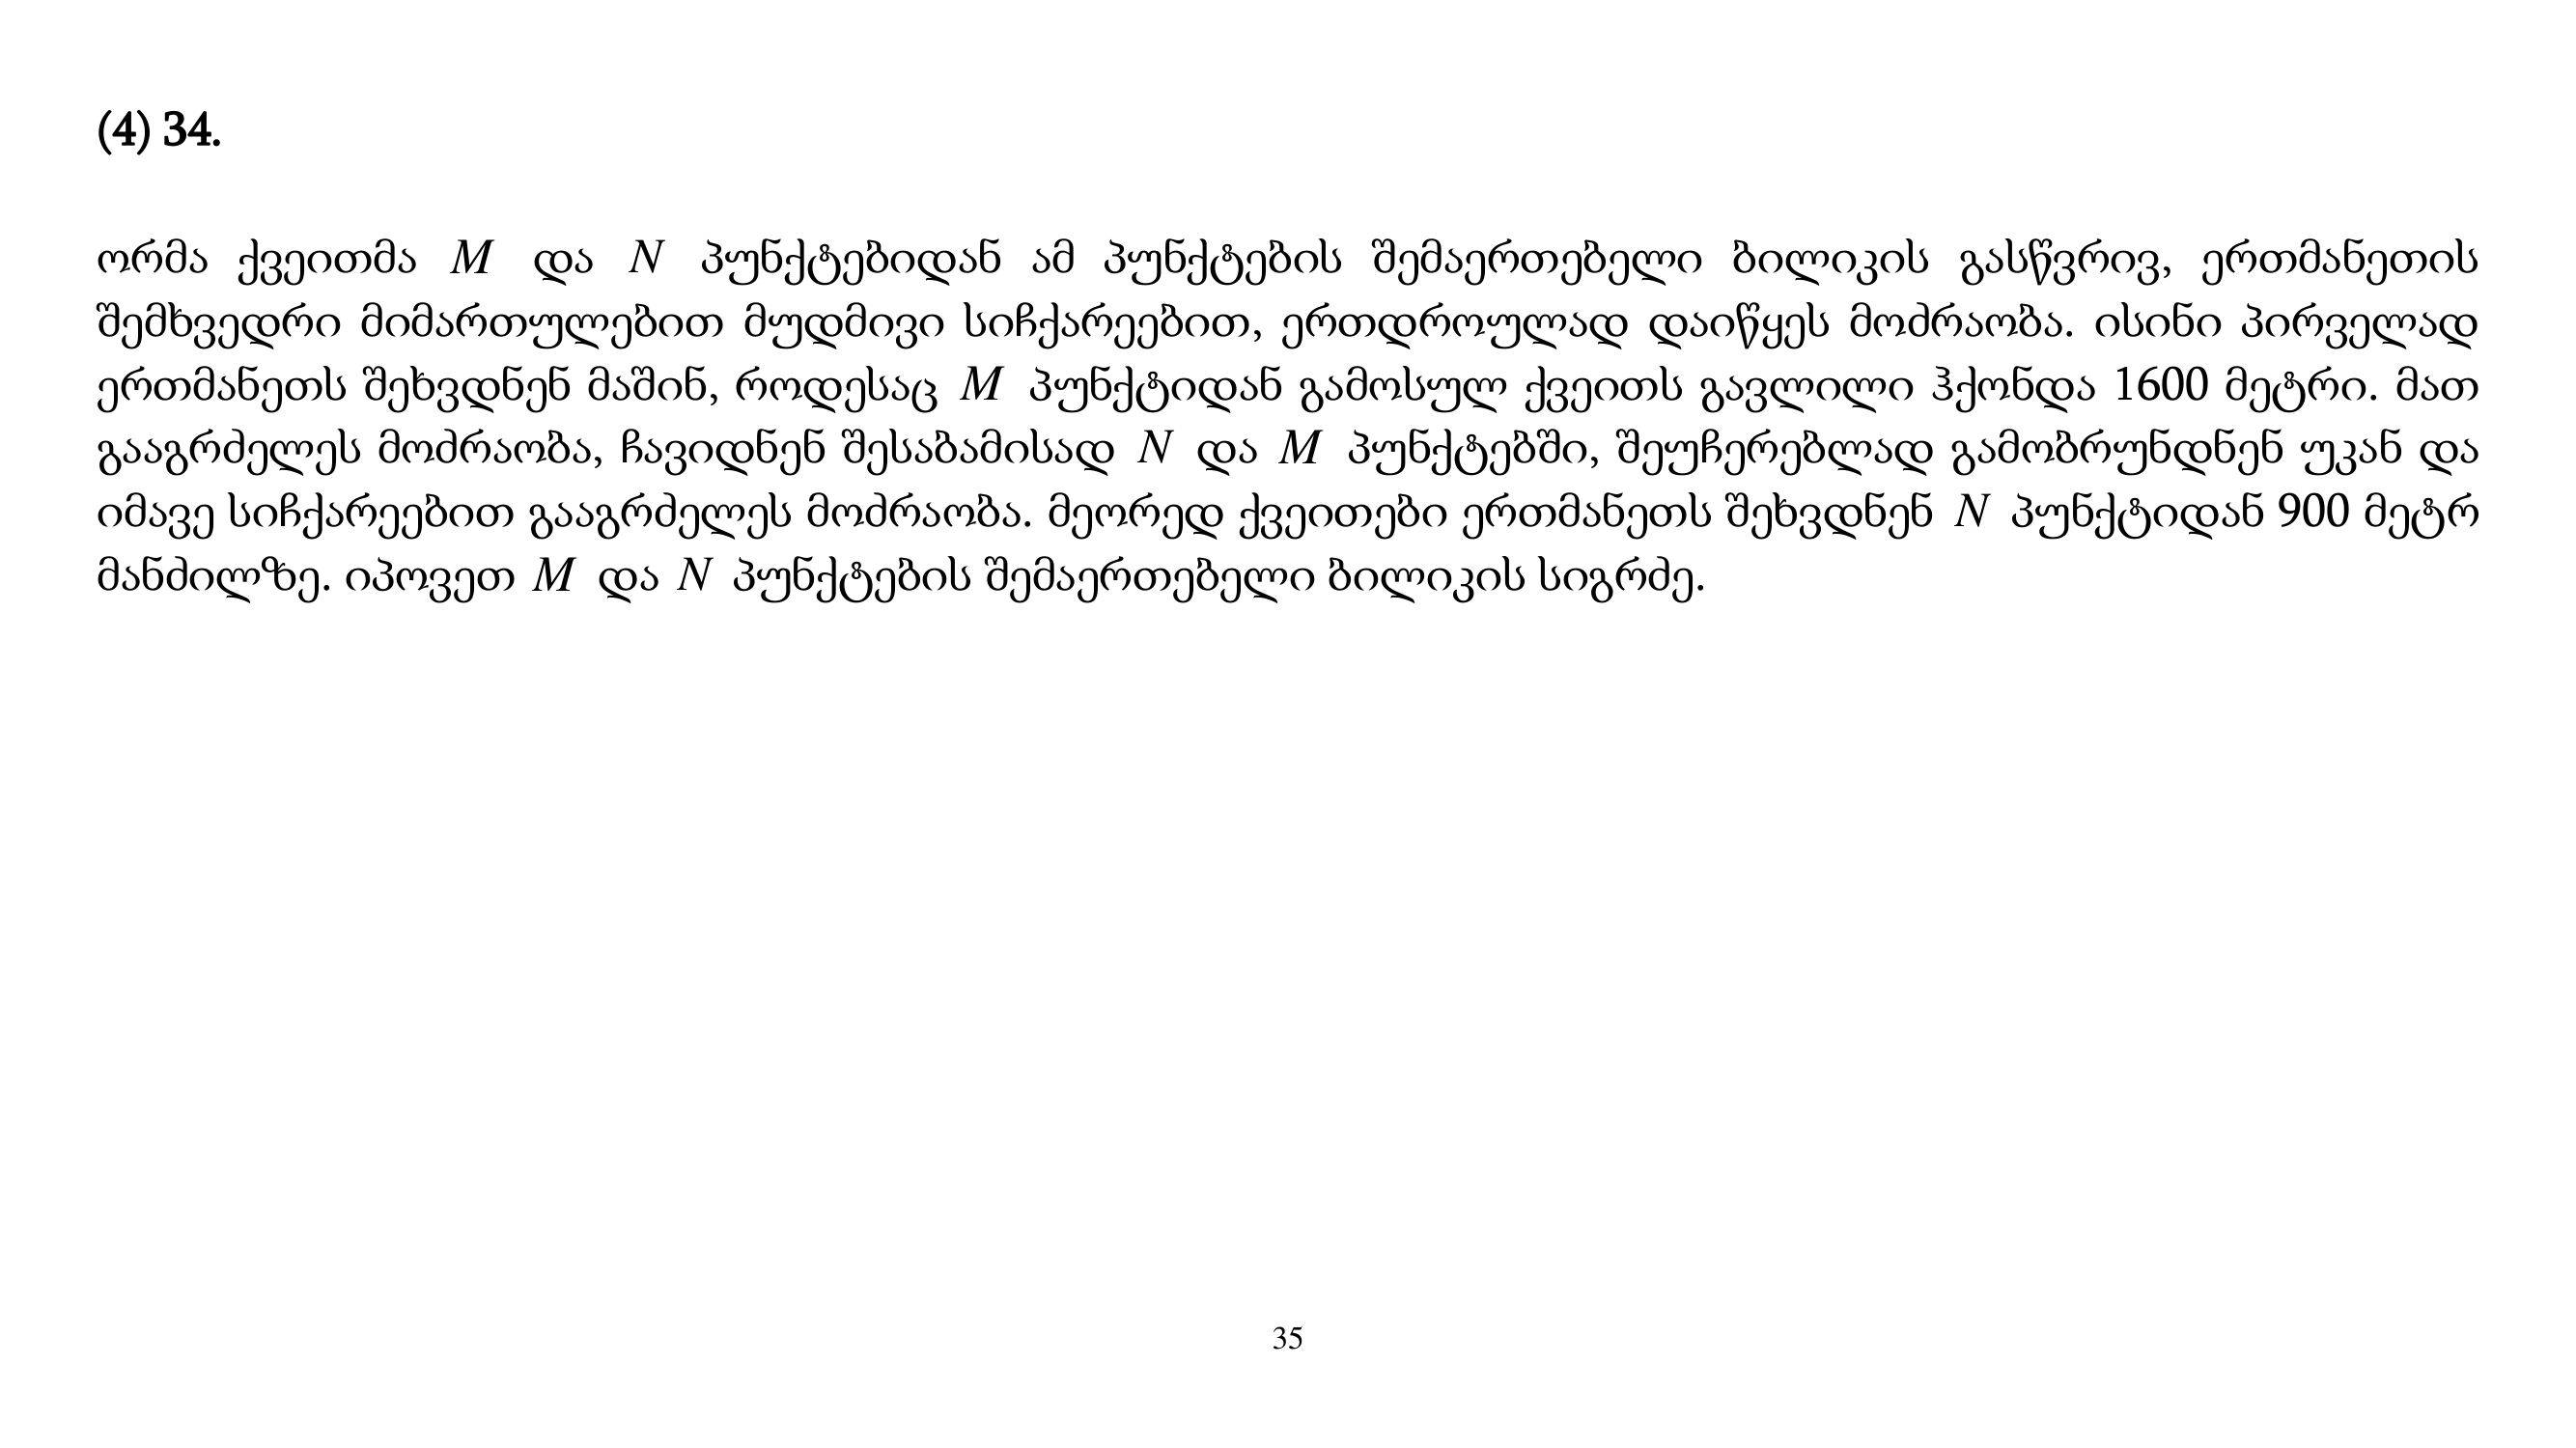 (4) 34.
ორმა ქვეითმა M და N პუნქტებიდან ამ პუნქტების შემაერთებელი ბილიკის გასწვრივ, ერთმანეთის
შემხვედრი მიმართულებით მუდმივი სიჩქარეებით, ერთდროულად დაიწყეს მოძრაობა. ისინი პირველად
ერთმანეთს შეხვდნენ მაშინ, როდესაც M პუნქტიდან გამოსულ ქვეითს გავლილი ჰქონდა 1600 მეტრი. მათ
გააგრძელეს მოძრაობა, ჩავიდნენ შესაბამისად N და M პუნქტებში, შეუჩერებლად გამობრუნდნენ უკან და
იმავე სიჩქარეებით გააგრძელეს მოძრაობა. მეორედ ქვეითები ერთმანეთს შეხვდნენ N პუნქტიდან 900 მეტრ
მანძილზე. იპოვეთ M და N პუნქტების შემაერთებელი ბილიკის სიგრძე.
35